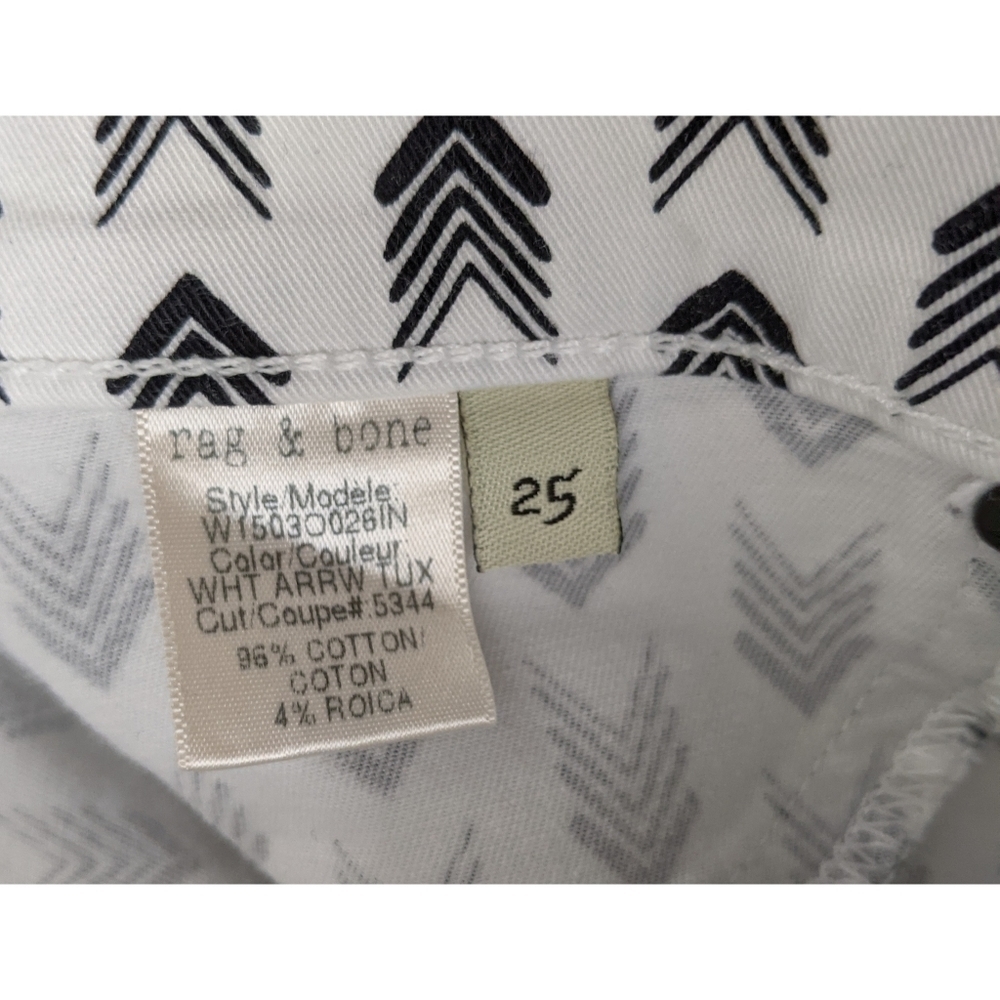 rag & bone
Style/Modele:
W1503O026IN
Color/Couleur
WHT ARRW TUX
Cut/Coupe#:5344
96% COTTON/
COTON
4% ROICA
25